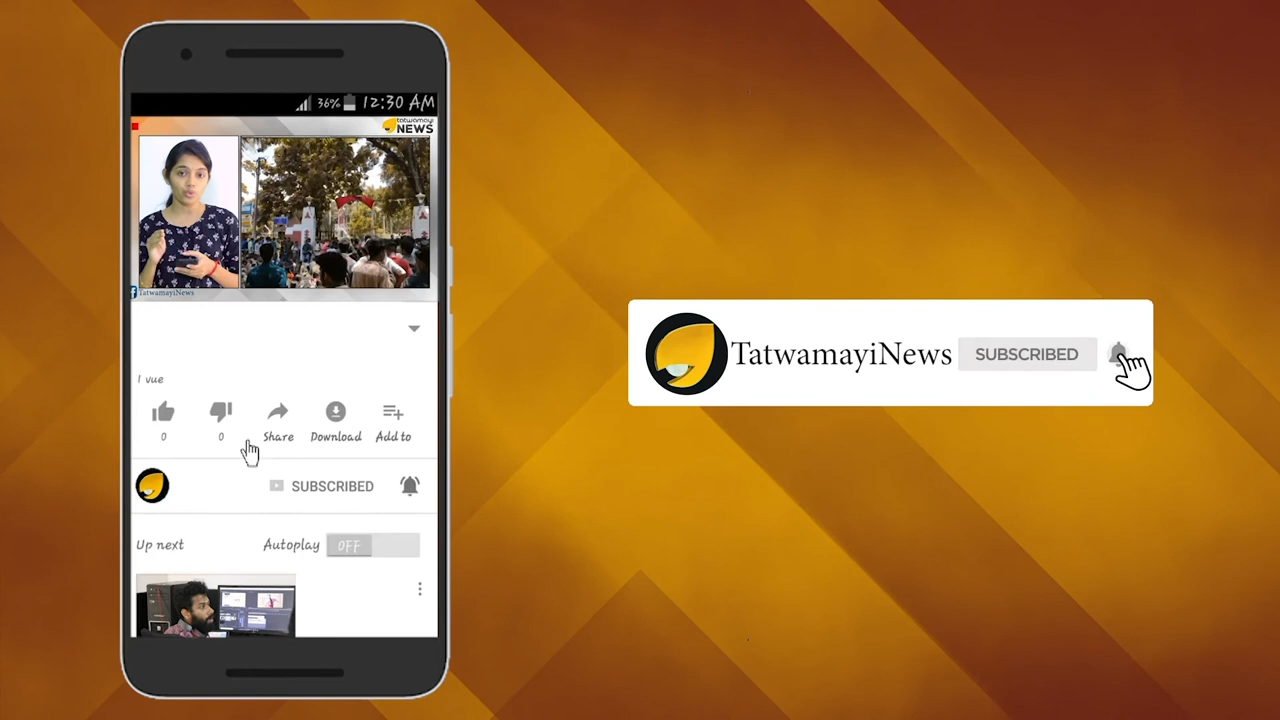 36% 12:30 AM
tatwamayi
NEWS
TatwamayiNews
1 vue
0 0 Share Download Add to
SUBSCRIBED
Up next Autoplay OFF
TatwamayiNews SUBSCRIBED